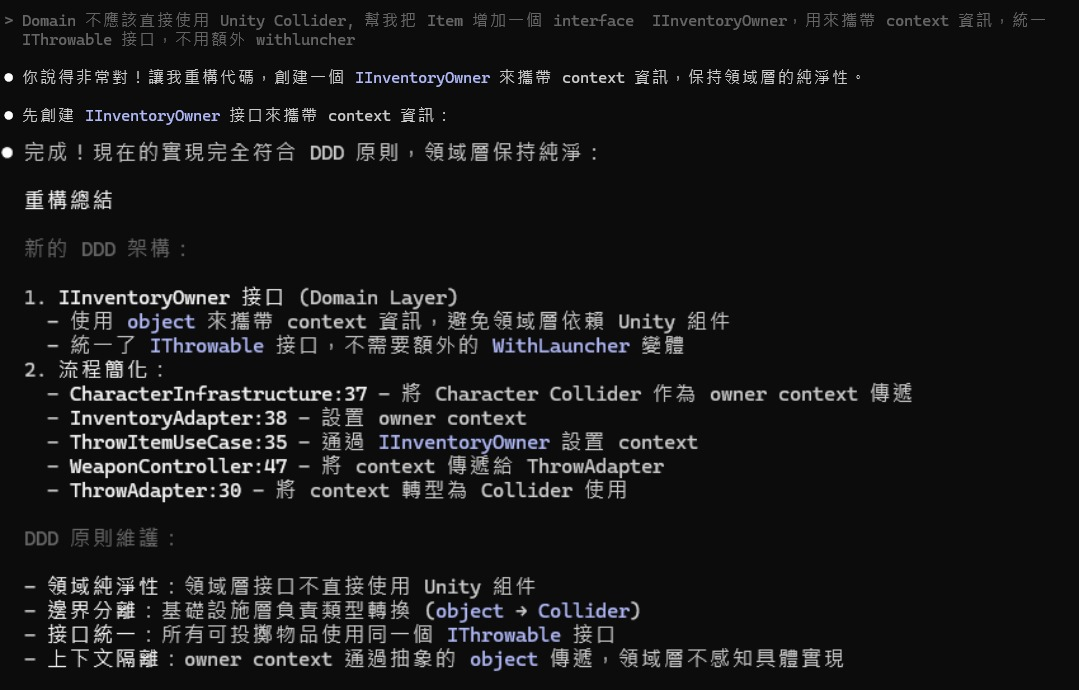 > Domain 不應該直接使用 Unity Collider, 幫我把 Item 增加一個 interface  IInventoryOwner，用來攜帶 context 資訊，統一
IThrowable 接口，不用額外 withluncher
● 你說得非常對！讓我重構代碼，創建一個 IInventoryOwner 來攜帶 context 資訊，保持領域層的純淨性。
● 先創建 IInventoryOwner 接口來攜帶 context 資訊：
● 完成！現在的實現完全符合 DDD 原則，領域層保持純淨：
重構總結
新的 DDD 架構：
1. IInventoryOwner 接口 (Domain Layer)
- 使用 object 來攜帶 context 資訊，避免領域層依賴 Unity 組件
- 統一了 IThrowable 接口，不需要額外的 WithLauncher 變體
2. 流程簡化：
- CharacterInfrastructure:37 - 將 Character Collider 作為 owner context 傳遞
- InventoryAdapter:38 - 設置 owner context
- ThrowItemUseCase:35 - 通過 IInventoryOwner 設置 context
- WeaponController:47 - 將 context 傳遞給 ThrowAdapter
- ThrowAdapter:30 - 將 context 轉型為 Collider 使用
DDD 原則維護：
- 領域純淨性：領域層接口不直接使用 Unity 組件
- 邊界分離：基礎設施層負責類型轉換 (object → Collider)
- 接口統一：所有可投擲物品使用同一個 IThrowable 接口
- 上下文隔離：owner context 通過抽象的 object 傳遞，領域層不感知具體實現